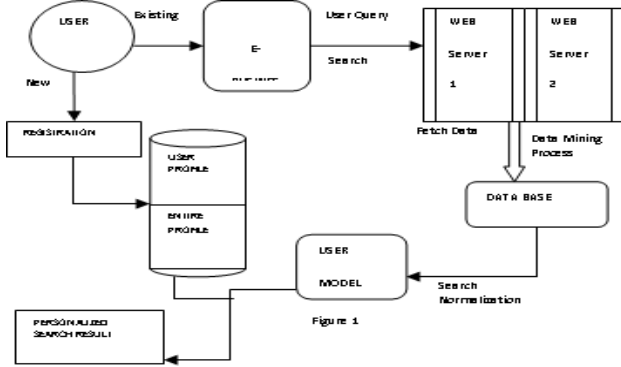 USER
Existing
E-
User Query
Search
WEB
Server
1
WEB
Server
2
New
REGISTRATION
Fetch Data
Data Mining
Process
USER
PROFILE
ENTIRE
PROFILE
DATA BASE
USER
MODEL
Search
Normalization
Figure 1
PERSONALIZED
SEARCH RESULT